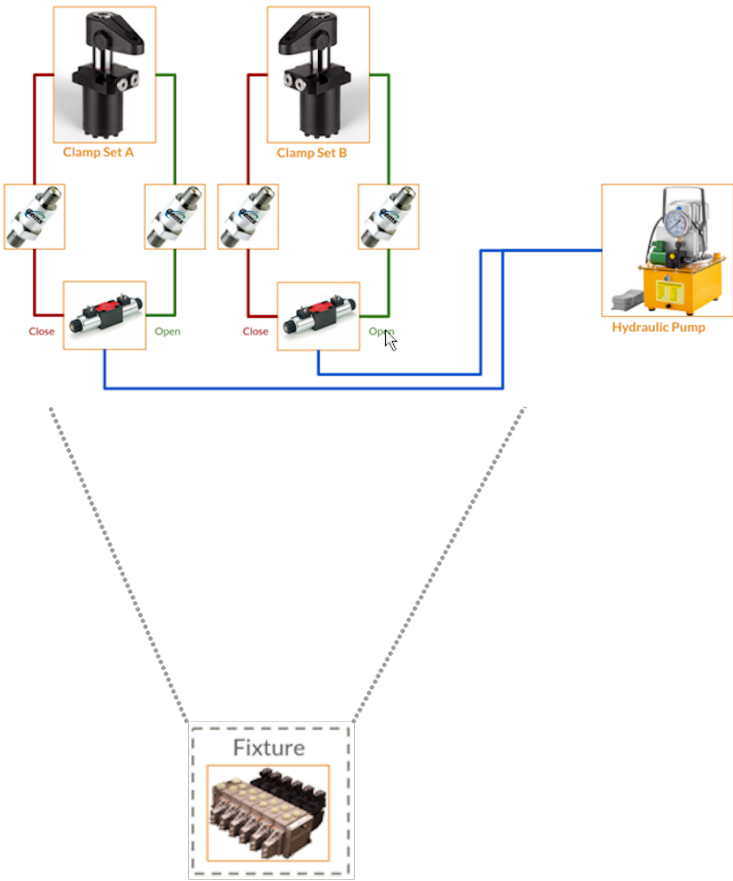 Clamp Set A
Clamp Set B
Close
Open
Close
Open
Hydraulic Pump
Fixture